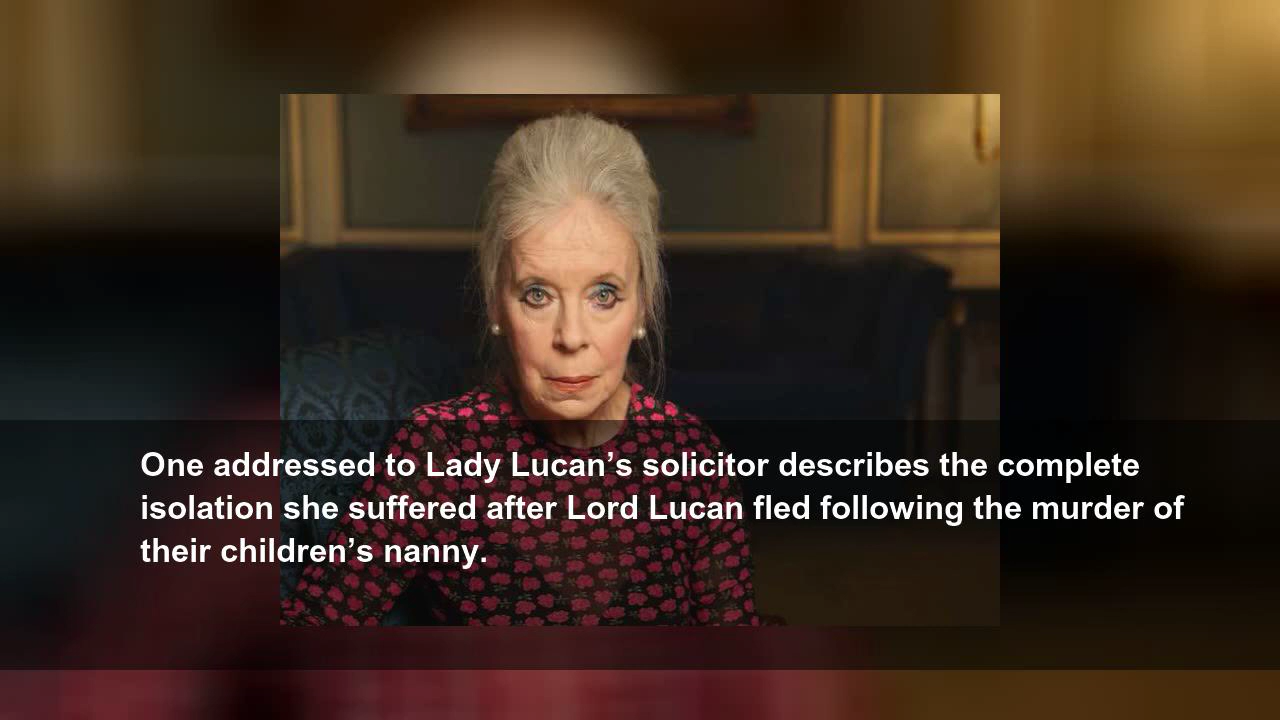 One addressed to Lady Lucan’s solicitor describes the complete
isolation she suffered after Lord Lucan fled following the murder of
their children’s nanny.